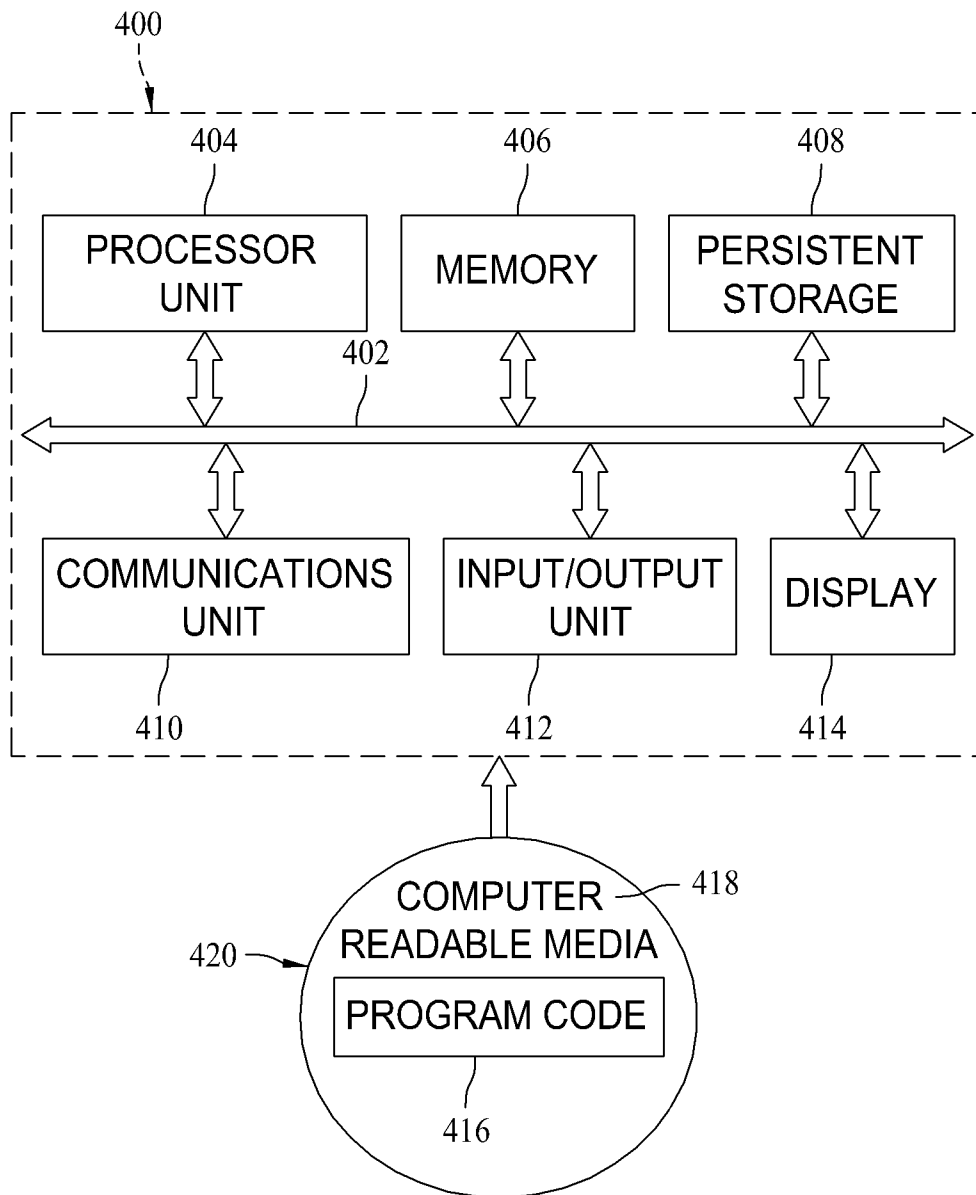 400
404
406
408
PROCESSOR
UNIT
MEMORY
PERSISTENT
STORAGE
402
COMMUNICATIONS
UNIT
INPUT/OUTPUT
UNIT
DISPLAY
410
412
414
COMPUTER
READABLE MEDIA
418
420
PROGRAM CODE
416